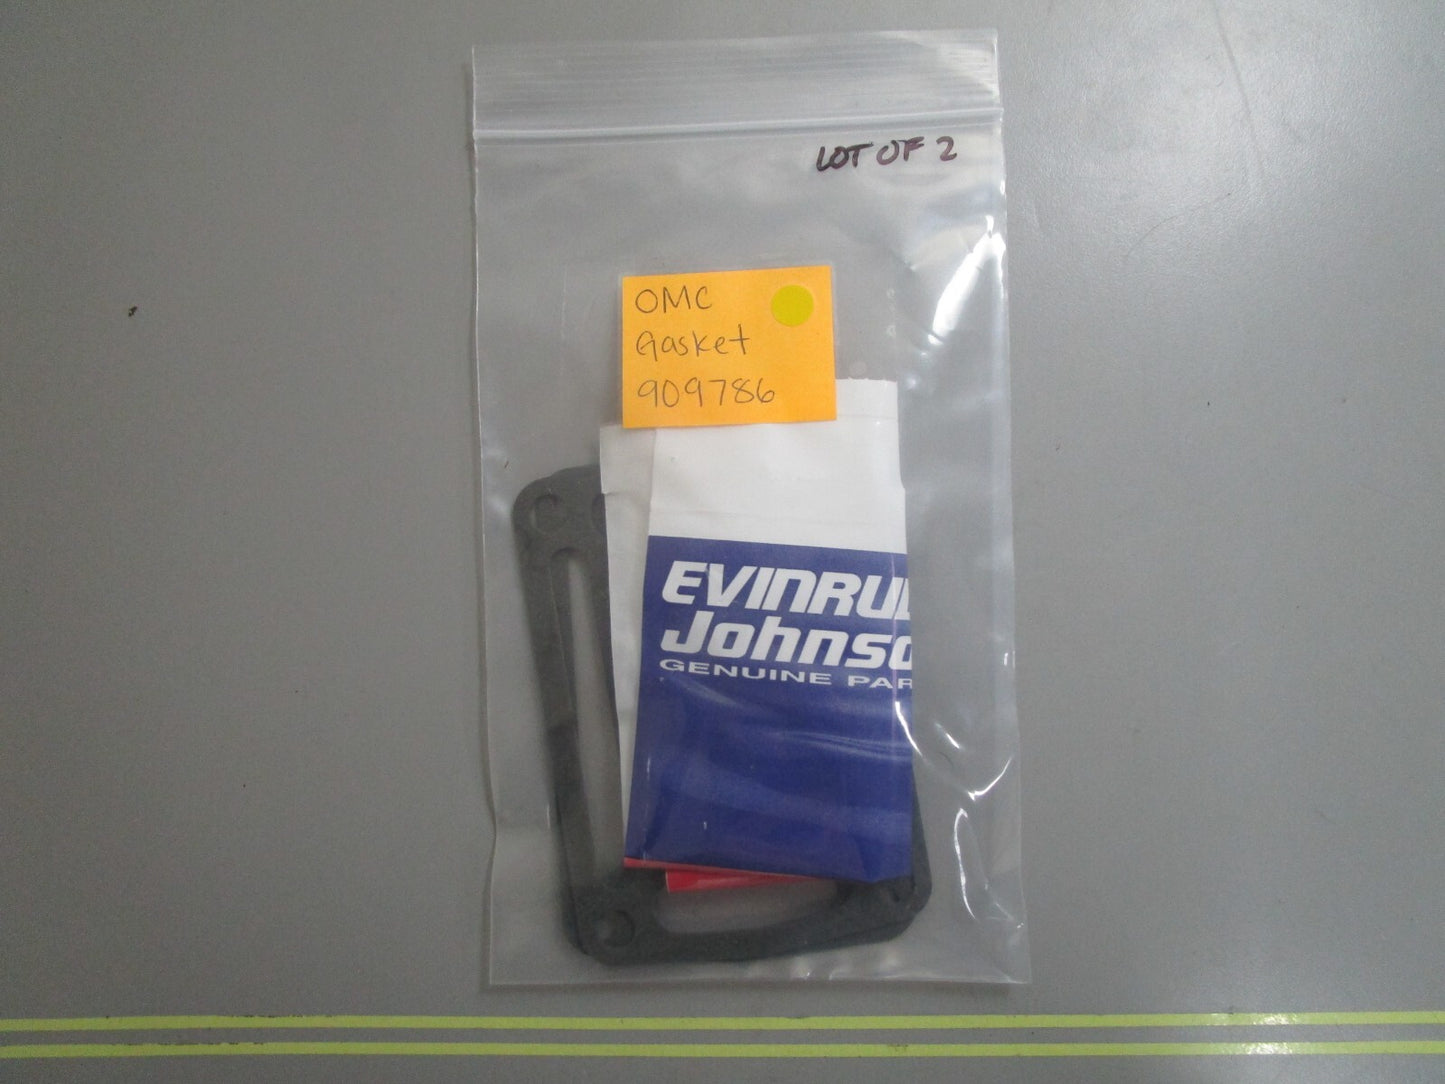 LOT OF 2
OMC
Gasket
909786
EVINRU
Johnso
GENUINE PAR